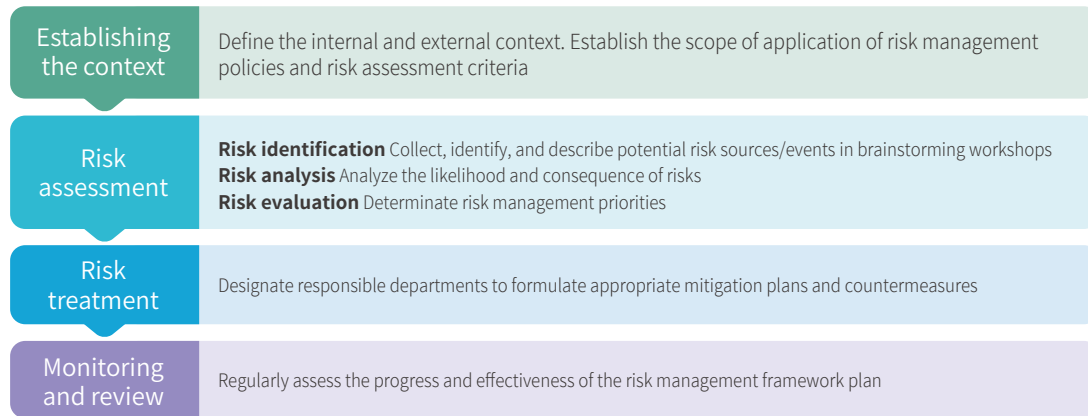 Establishing
the context
Define the internal and external context. Establish the scope of application of risk management
policies and risk assessment criteria
Risk
assessment
Risk identification Collect, identify, and describe potential risk sources/events in brainstorming workshops
Risk analysis Analyze the likelihood and consequence of risks
Risk evaluation Determinate risk management priorities
Risk
treatment
Designate responsible departments to formulate appropriate mitigation plans and countermeasures
Monitoring
and review
Regularly assess the progress and effectiveness of the risk management framework plan